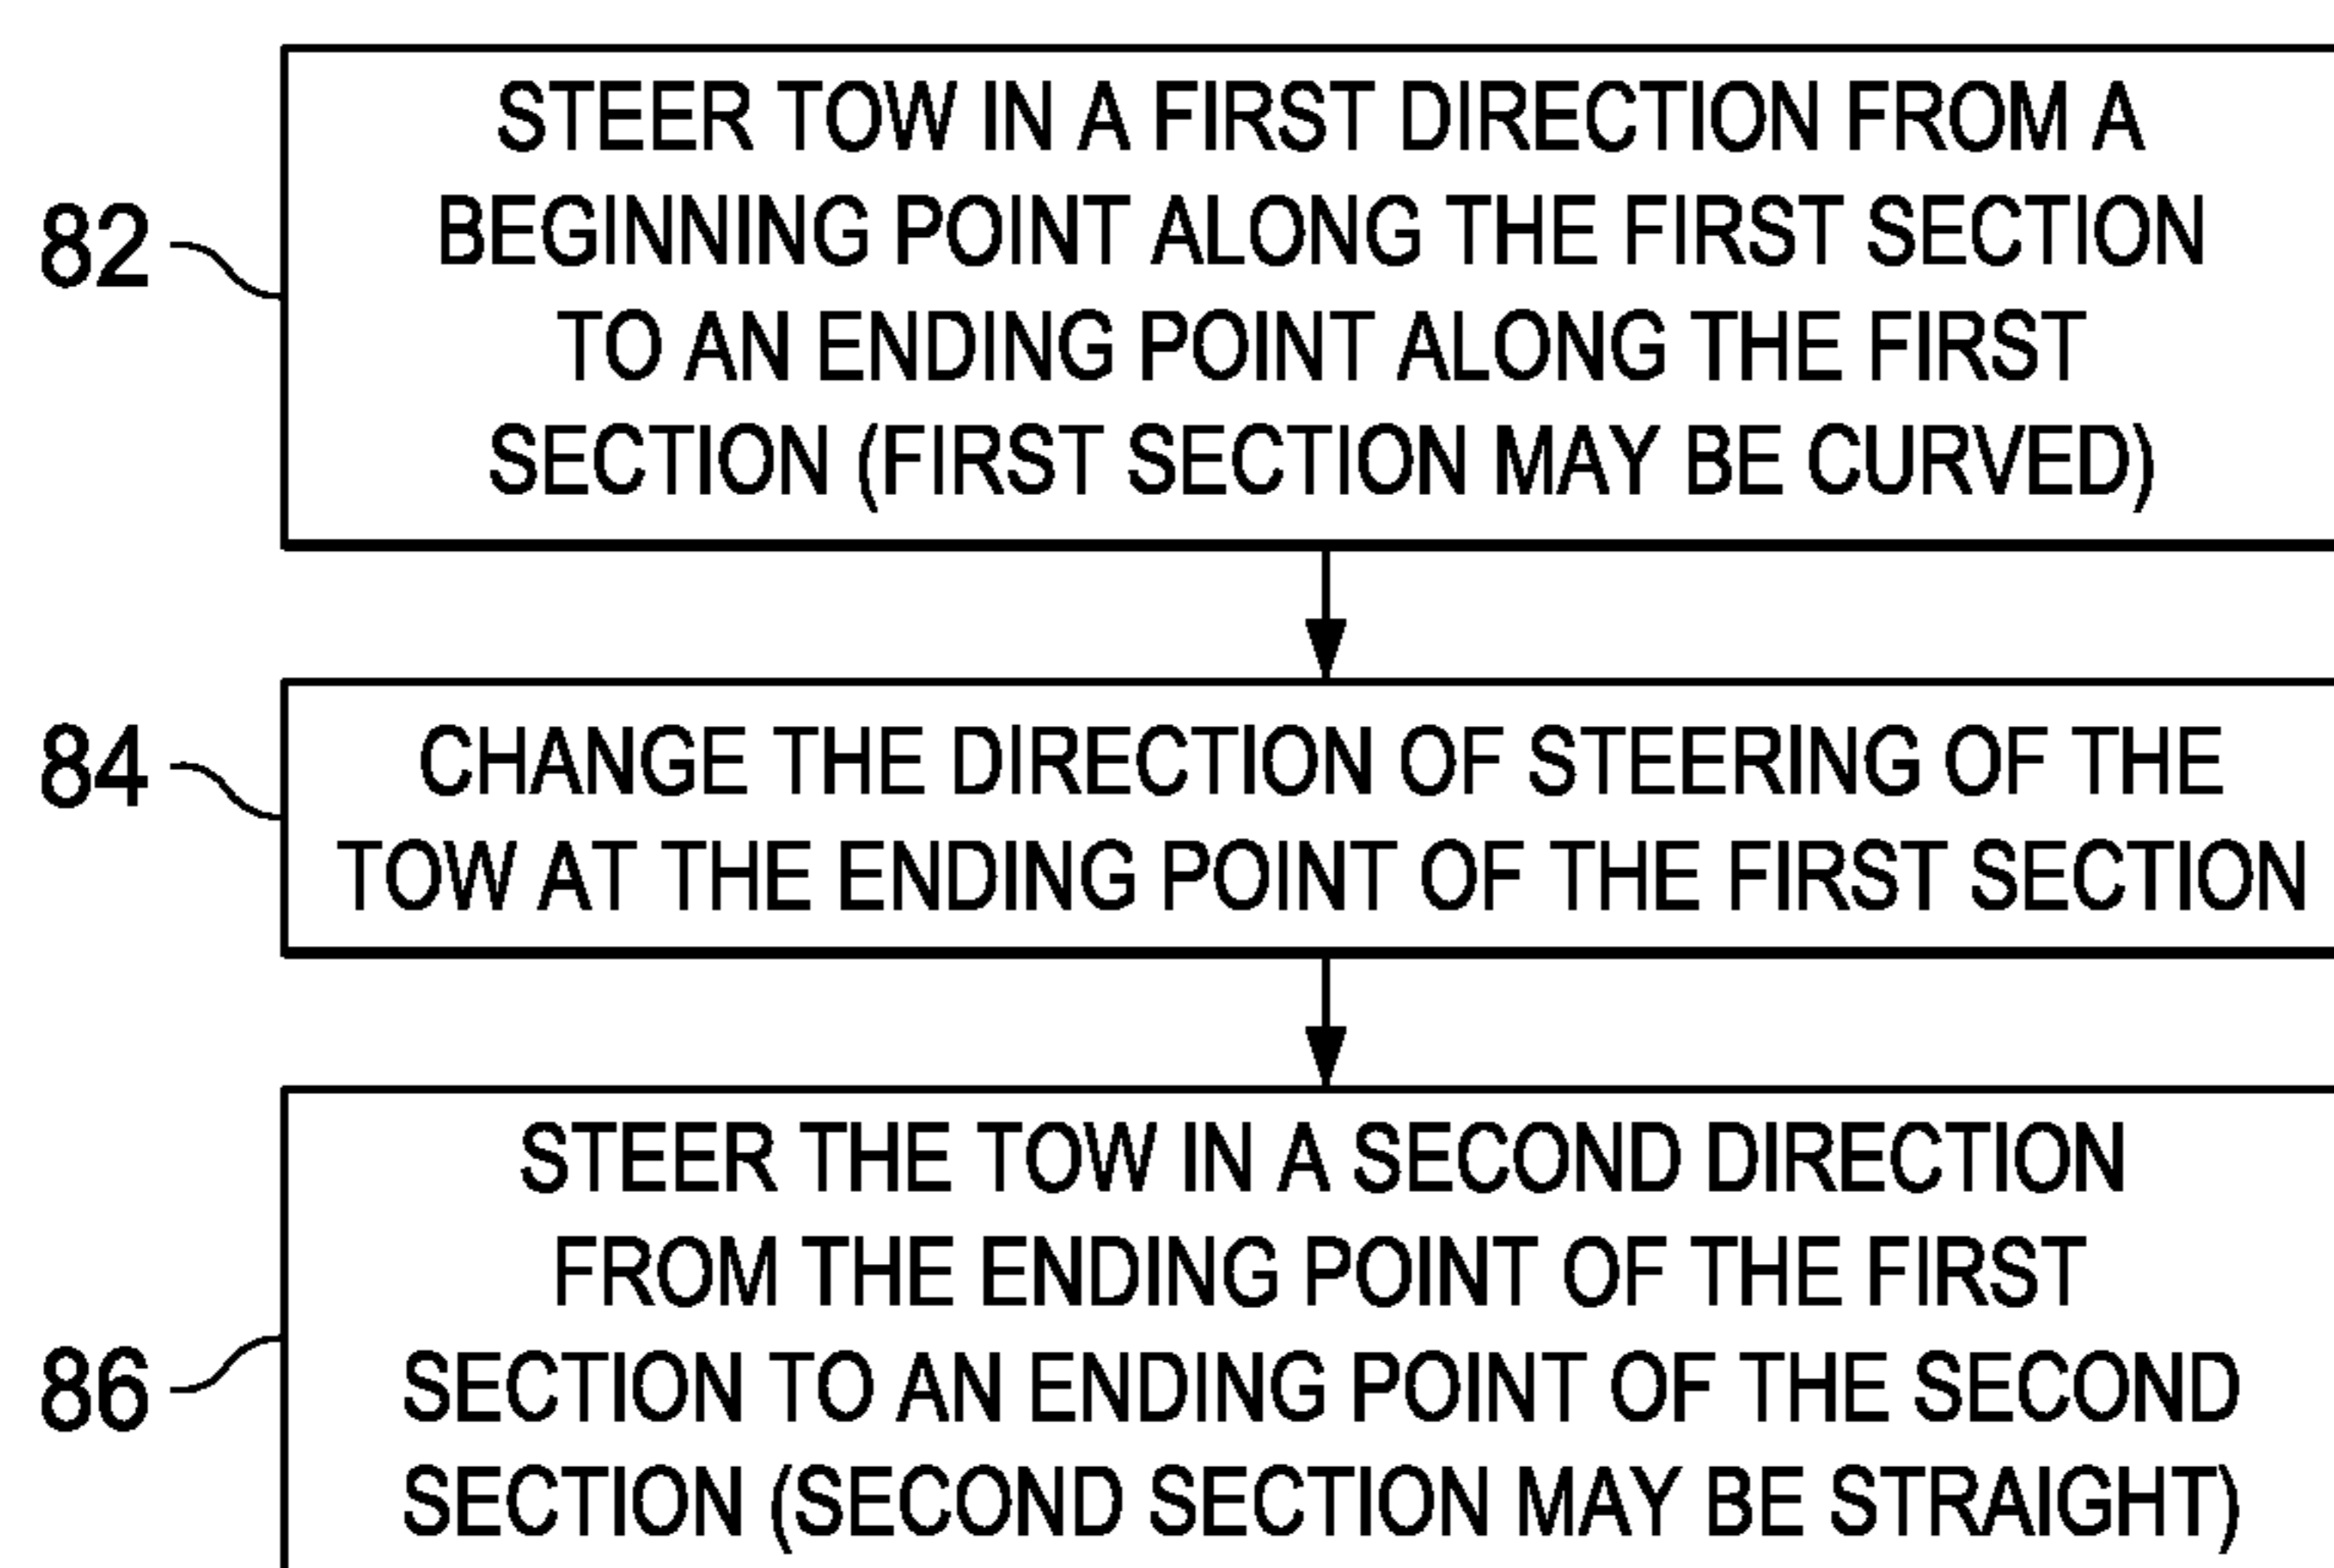 STEER TOW IN A FIRST DIRECTION FROM A
BEGINNING POINT ALONG THE FIRST SECTION
TO AN ENDING POINT ALONG THE FIRST
SECTION (FIRST SECTION MAY BE CURVED)
82
CHANGE THE DIRECTION OF STEERING OF THE
TOW AT THE ENDING POINT OF THE FIRST SECTION
84
STEER THE TOW IN A SECOND DIRECTION
FROM THE ENDING POINT OF THE FIRST
SECTION TO AN ENDING POINT OF THE SECOND
SECTION (SECOND SECTION MAY BE STRAIGHT)
86